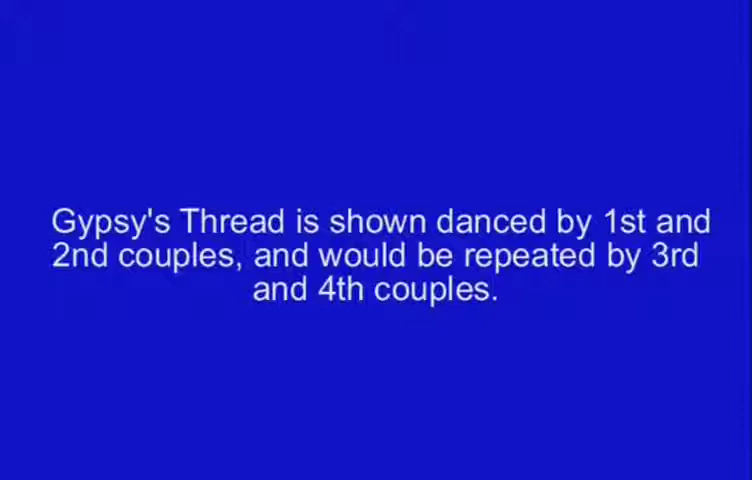 Gypsy's Thread is shown danced by 1st and
2nd couples, and would be repeated by 3rd
and 4th couples.